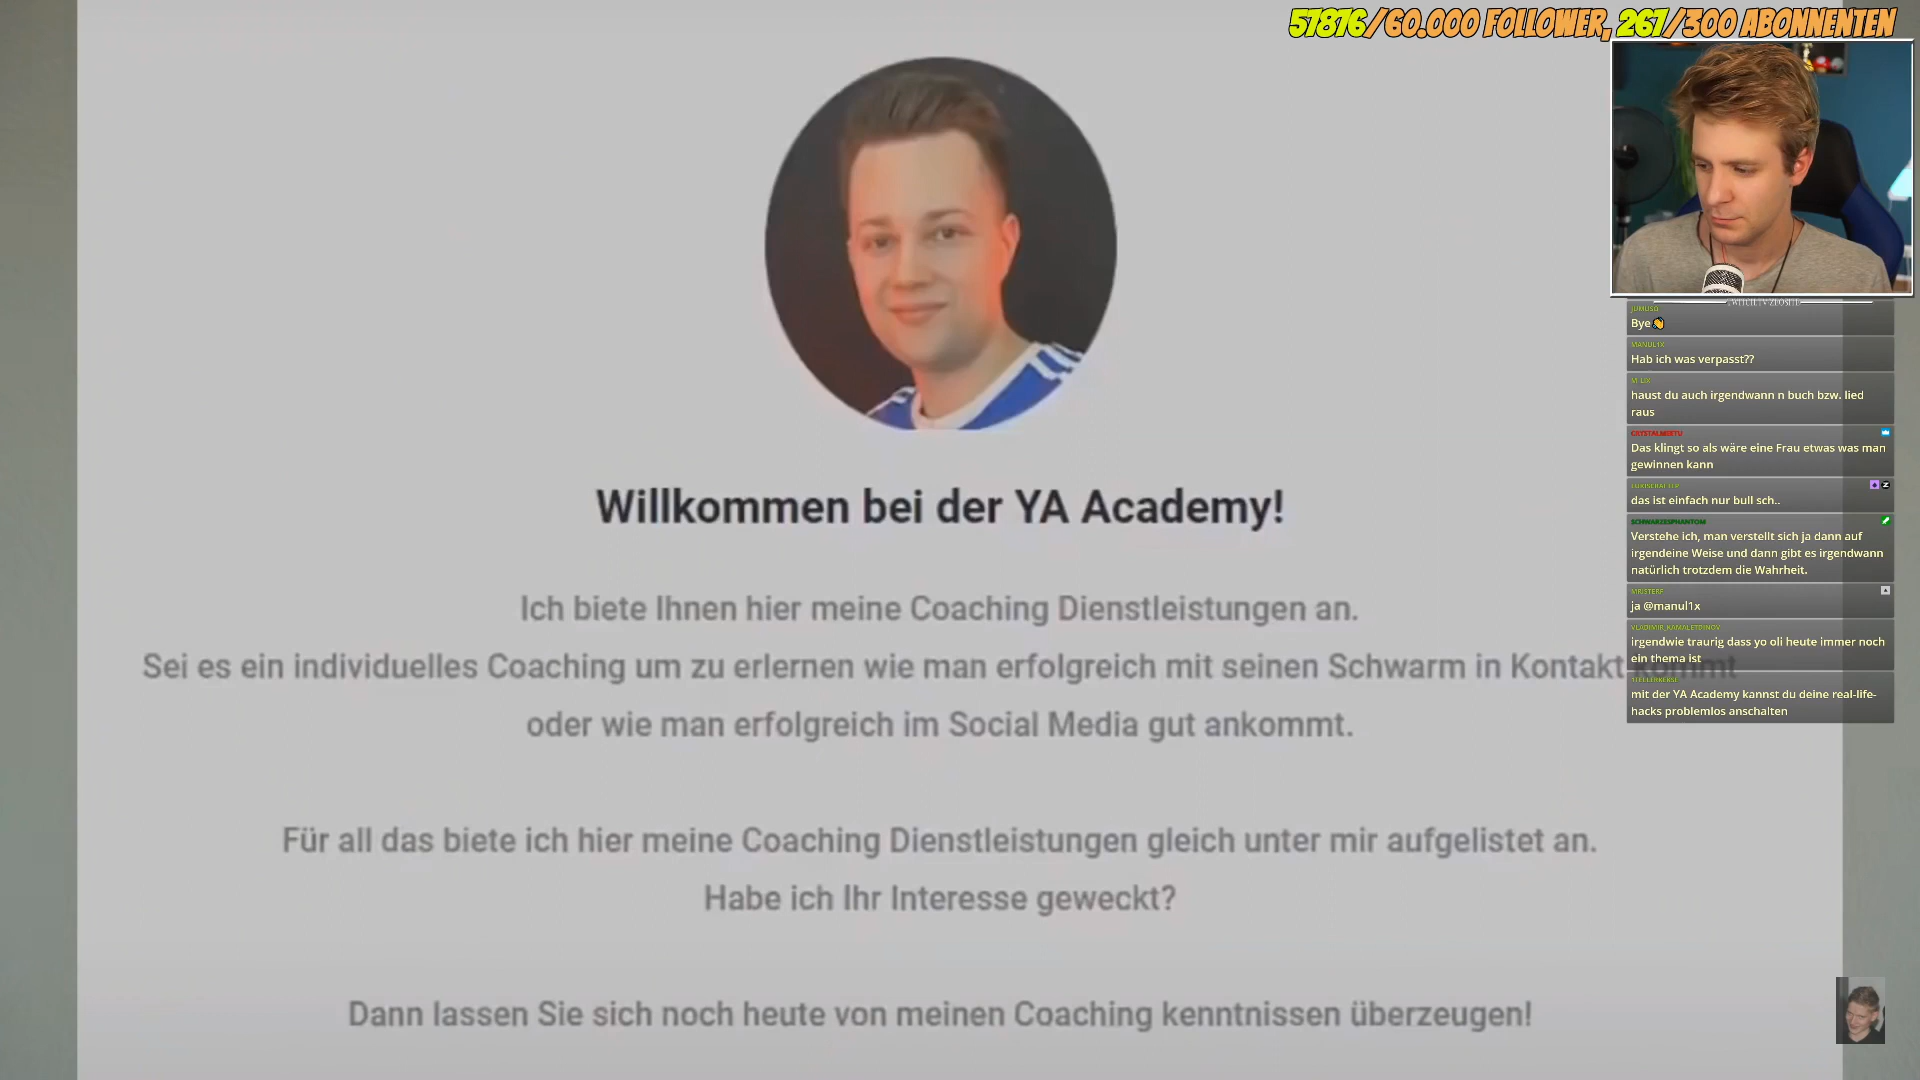 57876/60.000 FOLLOWER, 267/300 ABONNENTEN
Willkommen bei der YA Academy!
Ich biete Ihnen hier meine Coaching Dienstleistungen an.
Sei es ein individuelles Coaching um zu erlernen wie man erfolgreich mit seinen Schwarm in Kontakt kommt
oder wie man erfolgreich im Social Media gut ankommt.
Für all das biete ich hier meine Coaching Dienstleistungen gleich unter mir aufgelistet an.
Habe ich Ihr Interesse geweckt?
Dann lassen Sie sich noch heute von meinen Coaching kenntnissen überzeugen!
Bye
MANUL1X
Hab ich was verpasst??
haust du auch irgendwann n buch bzw. lied
raus
CRYSTALMEETU
Das klingt so als wäre eine Frau etwas was man
gewinnen kann
das ist einfach nur bull sch..
SCHWARZESPHANTOM
Verstehe ich, man verstellt sich ja dann auf
irgendeine Weise und dann gibt es irgendwann
natürlich trotzdem die Wahrheit.
ja @manul1x
VLADIMIR_KAMALETDINOV
irgendwie traurig dass yo oli heute immer noch
ein thema ist
1TELLERKEKSE
mit der YA Academy kannst du deine real-life-
hacks problemlos anschalten